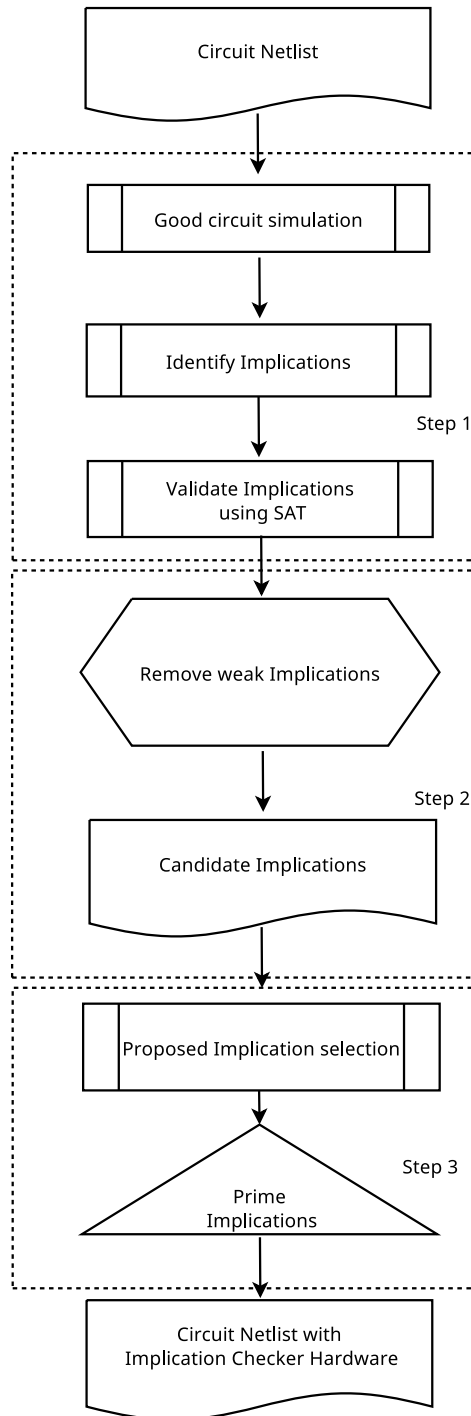 Circuit Netlist
Good circuit simulation
Identify Implications
Step 1
Validate Implications
using SAT
Remove weak Implications
Step 2
Candidate Implications
Proposed Implication selection
Step 3
Prime
Implications
Circuit Netlist with
Implication Checker Hardware